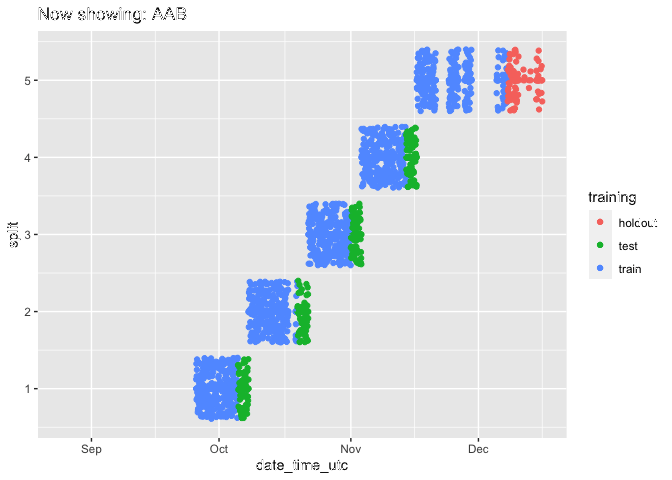 Now showing: AAB
5
4
3
2
1
split
Sep
Oct
Nov
Dec
date_time_utc
training
holdout
test
train